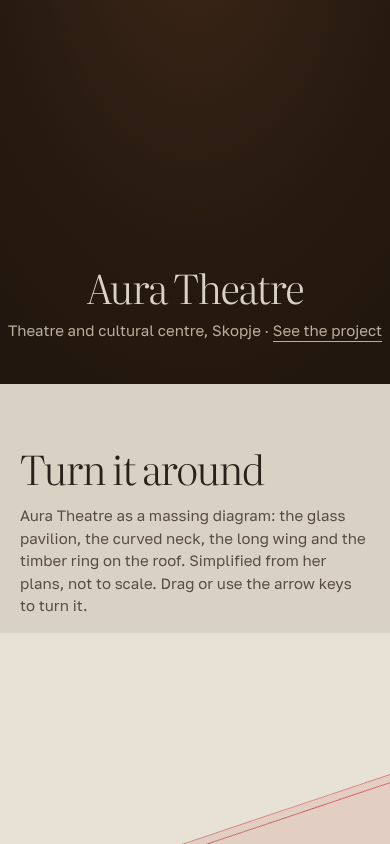 Aura Theatre
Theatre and cultural centre, Skopje · See the project
Turn it around
Aura Theatre as a massing diagram: the glass
pavilion, the curved neck, the long wing and the
timber ring on the roof. Simplified from her
plans, not to scale. Drag or use the arrow keys
to turn it.